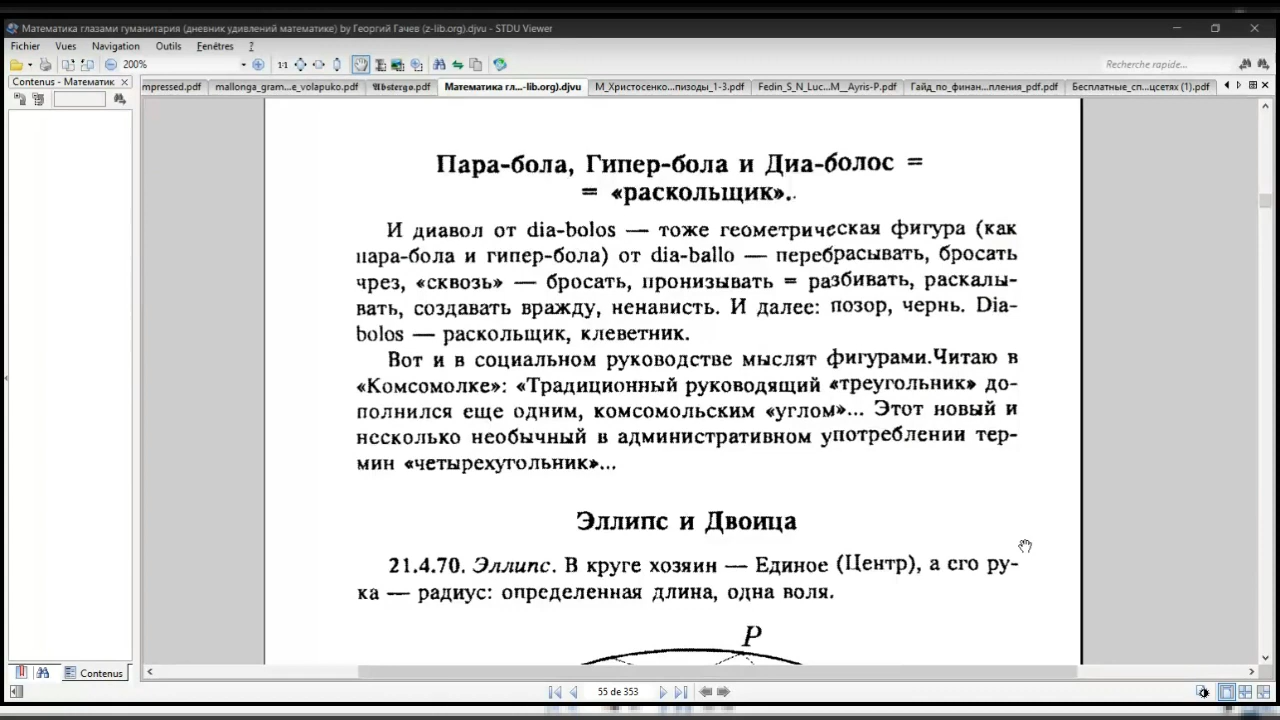 Математика глазами гуманитария (дневник удивлений математике) by Георгий Гачев (z-lib.org).djvu - STDU Viewer
Fichier Vues Navigation Outils Fenêtres ?
200% 1:1 Recherche rapide...
Contenus - Математик mpressed.pdf mallonga_gram...e_volapuko.pdf Abstergo.pdf Математика гл...-lib.org).djvu М_Христосенко...пизоды_1-3.pdf Fedin_S_N_Luc...M__Ayris-P.pdf Гайд_по_финан...пления_pdf.pdf Бесплатные_сп...цсетях (1).pdf
Пара-бола, Гипер-бола и Диа-болос =
= «раскольщик».
И диавол от dia-bolos — тоже геометрическая фигура (как
пара-бола и гипер-бола) от dia-ballo — перебрасывать, бросать
чрез, «сквозь» — бросать, пронизывать = разбивать, раскалы-
вать, создавать вражду, ненависть. И далее: позор, чернь. Dia-
bolos — раскольщик, клеветник.
Вот и в социальном руководстве мыслят фигурами.Читаю в
«Комсомолке»: «Традиционный руководящий «треугольник» до-
полнился еще одним, комсомольским «углом»... Этот новый и
несколько необычный в административном употреблении тер-
мин «четырехугольник»...
Эллипс и Двоица
21.4.70. Эллипс. В круге хозяин — Единое (Центр), а его ру-
ка — радиус: определенная длина, одна воля.
P
Contenus
55 de 353